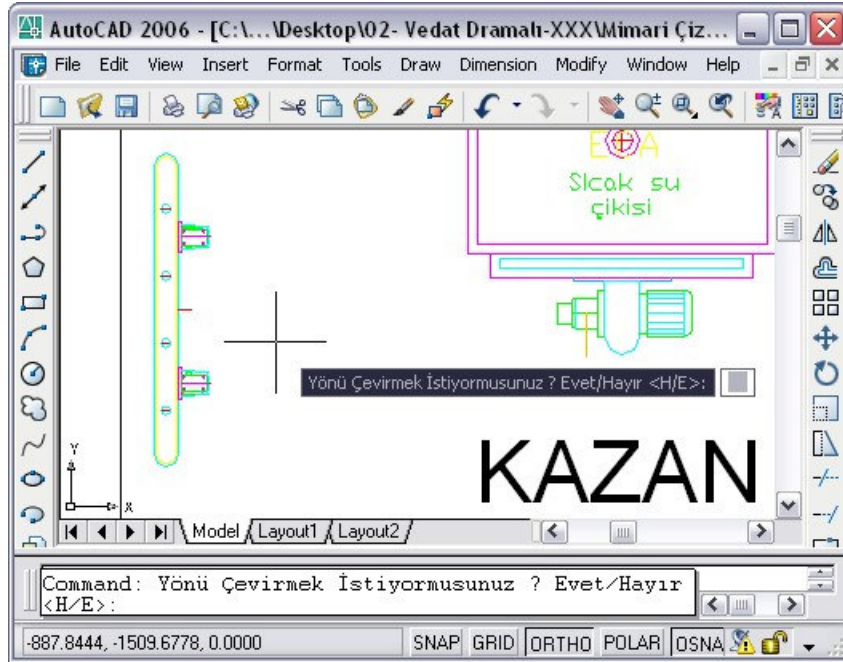 AutoCAD 2006 - [C:\...\Desktop\02- Vedat Dramalı-XXX\Mimari Çiz...
File Edit View Insert Format Tools Draw Dimension Modify Window Help
SIcak su
çikisi
Yönü Çevirmek İstiyormusunuz ? Evet/Hayır <H/E>:
KAZAN
Y
X
Model Layout1 Layout2
Command: Yönü Çevirmek İstiyormusunuz ? Evet/Hayır
<H/E>:
-887.8444, -1509.6778, 0.0000 SNAP GRID ORTHO POLAR OSNA